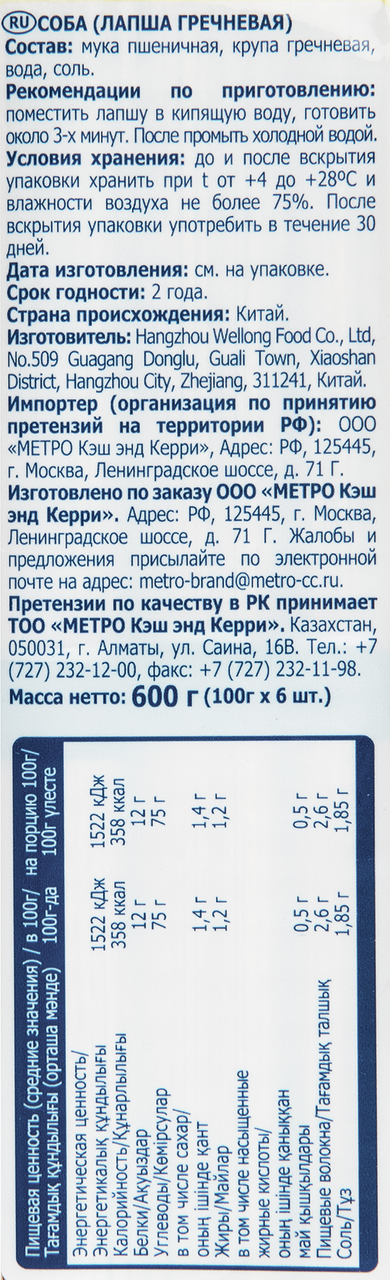 RU СОБА (ЛАПША ГРЕЧНЕВАЯ)
Состав: мука пшеничная, крупа гречневая,
вода, соль.
Рекомендации по приготовлению:
поместить лапшу в кипящую воду, готовить
около 3-х минут. После промыть холодной водой.
Условия хранения: до и после вскрытия
упаковки хранить при t от +4 до +28ºС и
влажности воздуха не более 75%. После
вскрытия упаковки употребить в течение 30
дней.
Дата изготовления: см. на упаковке.
Срок годности: 2 года.
Страна происхождения: Китай.
Изготовитель: Hangzhou Wellong Food Co., Ltd,
No.509 Guagang Donglu, Guali Town, Xiaoshan
District, Hangzhou City, Zhejiang, 311241, Китай.
Импортер (организация по принятию
претензий на территории РФ): ООО
«МЕТРО Кэш энд Керри», Адрес: РФ, 125445,
г. Москва, Ленинградское шоссе, д. 71 Г.
Изготовлено по заказу ООО «МЕТРО Кэш
энд Керри». Адрес: РФ, 125445, г. Москва,
Ленинградское шоссе, д. 71 Г. Жалобы и
предложения присылайте по электронной
почте на адрес: metro-brand@metro-cc.ru.
Претензии по качеству в РК принимает
ТОО «МЕТРО Кэш энд Керри». Казахстан,
050031, г. Алматы, ул. Саина, 16В. Тел.: +7
(727) 232-12-00, факс: +7 (727) 232-11-98.
Масса нетто: 600 г (100г х 6 шт.)
Пищевая ценность (средние значения) / в 100г/ на порцию 100г/
Тағамдық құндылығы (орташа мәнде) 100г-да 100г үлесте
Энергетическая ценность/
Энергетикалық құндылығы 1522 кДж 1522 кДж
Калорийность/Құнарлылығы 358 ккал 358 ккал
Белки/Ақуыздар 12 г 12 г
Углеводы/Көмірсулар 75 г 75 г
в том числе сахар/
оның ішінде қант 1,4 г 1,4 г
Жиры/Майлар 1,2 г 1,2 г
в том числе насыщенные
жирные кислоты/
оның ішінде қаныққан
май қышқылдары 0,5 г 0,5 г
Пищевые волокна/Тағамдық талшық 2,6 г 2,6 г
Соль/Тұз 1,85 г 1,85 г